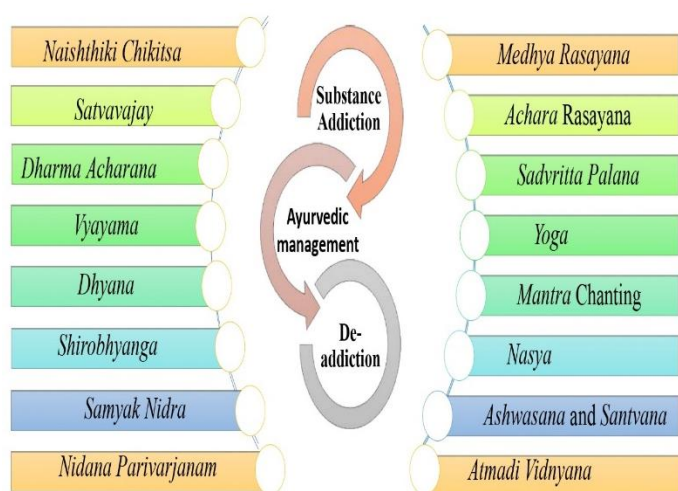 Naishthiki Chikitsa
Satvavajay
Dharma Acharana
Vyayama
Dhyana
Shirobhyanga
Samyak Nidra
Nidana Parivarjanam
Substance
Addiction
Ayurvedic
management
De-
addiction
Medhya Rasayana
Achara Rasayana
Sadvritta Palana
Yoga
Mantra Chanting
Nasya
Ashwasana and Santvana
Atmadi Vidnyana